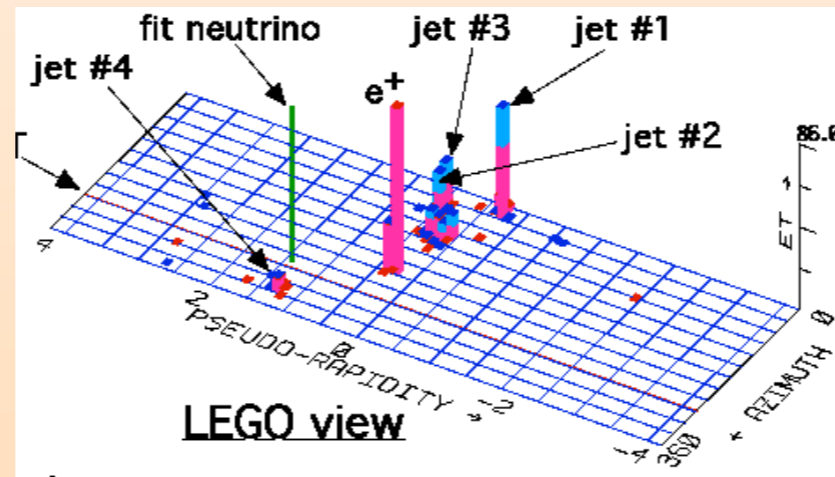 fit neutrino
jet #3
jet #1
jet #4
e+
jet #2
86.0
T
ET →
4
2
0
-2
-4
PSEUDO-RAPIDITY →
0
360
← AZIMUTH
LEGO view